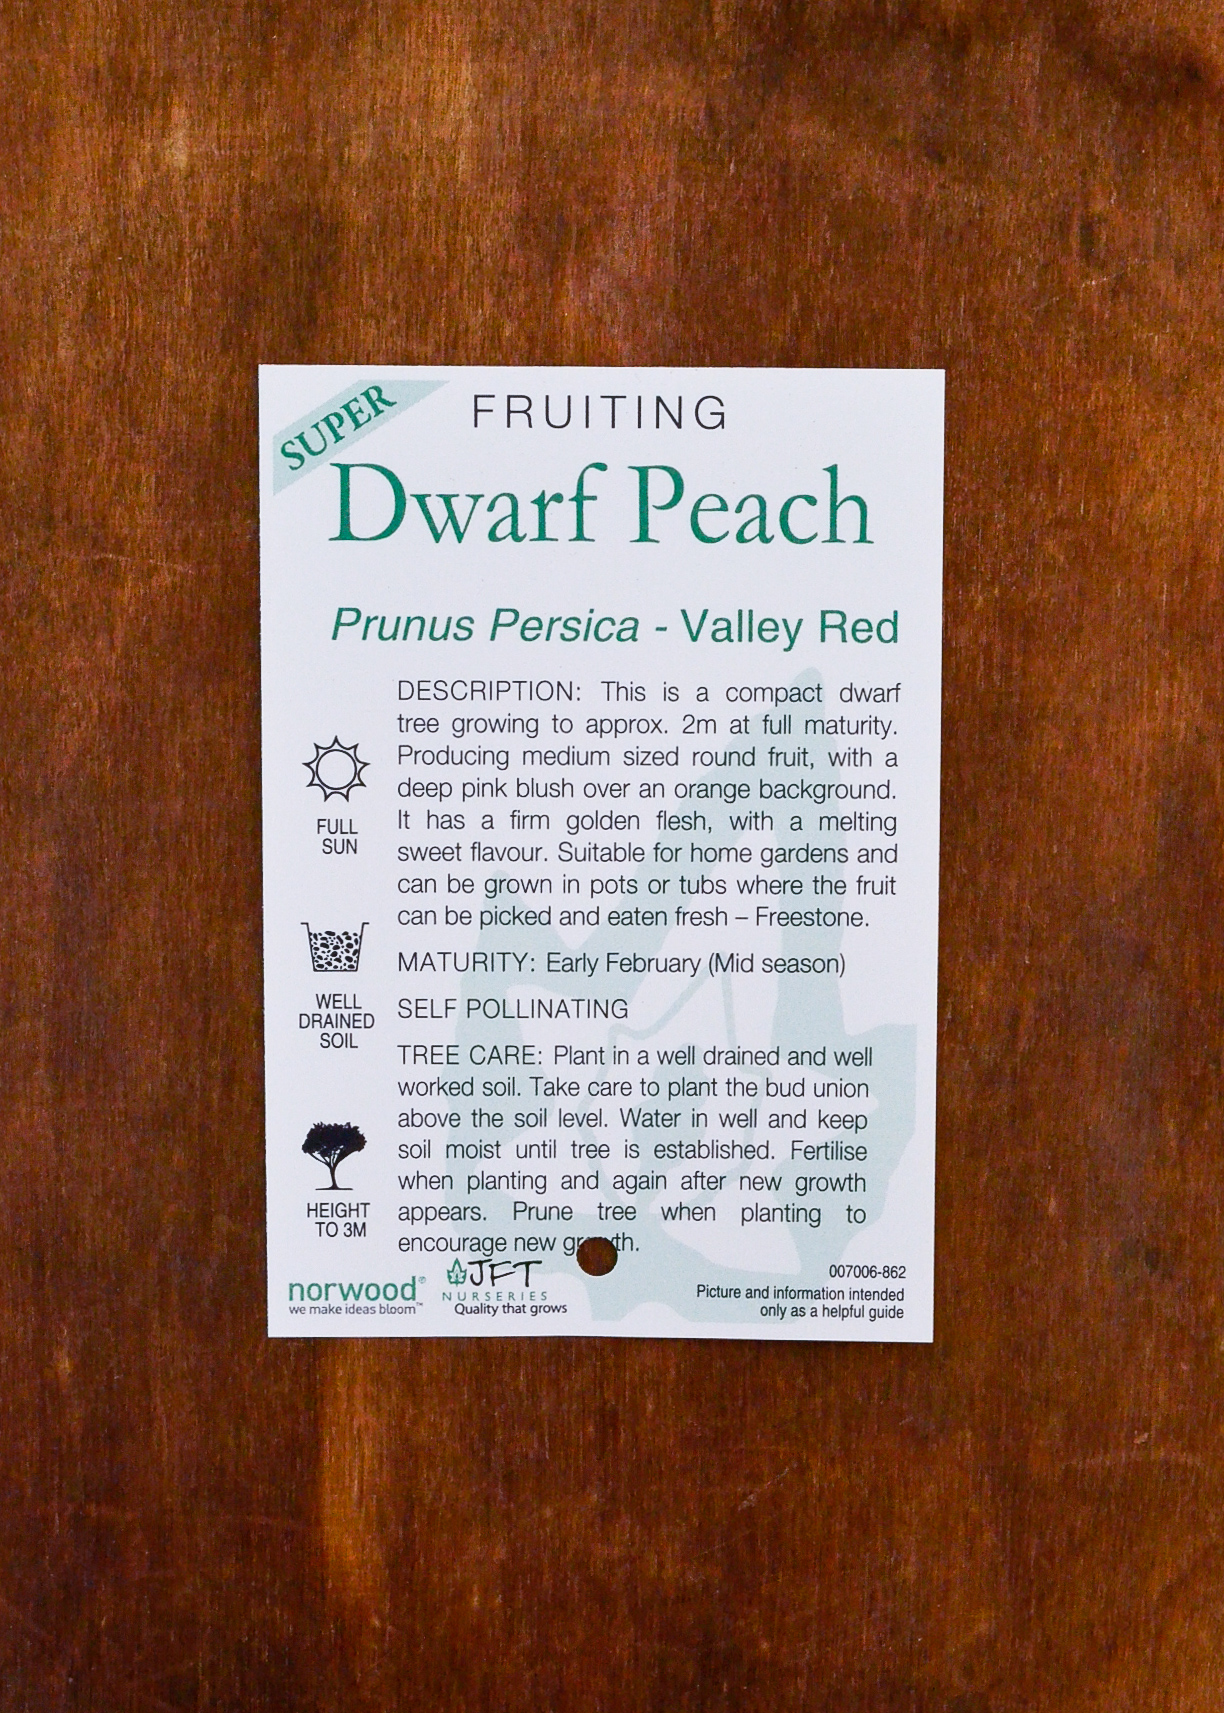 SUPER
FRUITING
Dwarf Peach
Prunus Persica - Valley Red
DESCRIPTION: This is a compact dwarf
tree growing to approx. 2m at full maturity.
Producing medium sized round fruit, with a
deep pink blush over an orange background.
It has a firm golden flesh, with a melting
sweet flavour. Suitable for home gardens and
can be grown in pots or tubs where the fruit
can be picked and eaten fresh – Freestone.
MATURITY: Early February (Mid season)
SELF POLLINATING
TREE CARE: Plant in a well drained and well
worked soil. Take care to plant the bud union
above the soil level. Water in well and keep
soil moist until tree is established. Fertilise
when planting and again after new growth
appears. Prune tree when planting to
encourage new growth.
FULL
SUN
WELL
DRAINED
SOIL
HEIGHT
TO 3M
norwood®
we make ideas bloom™
JFT
NURSERIES
Quality that grows
007006-862
Picture and information intended
only as a helpful guide